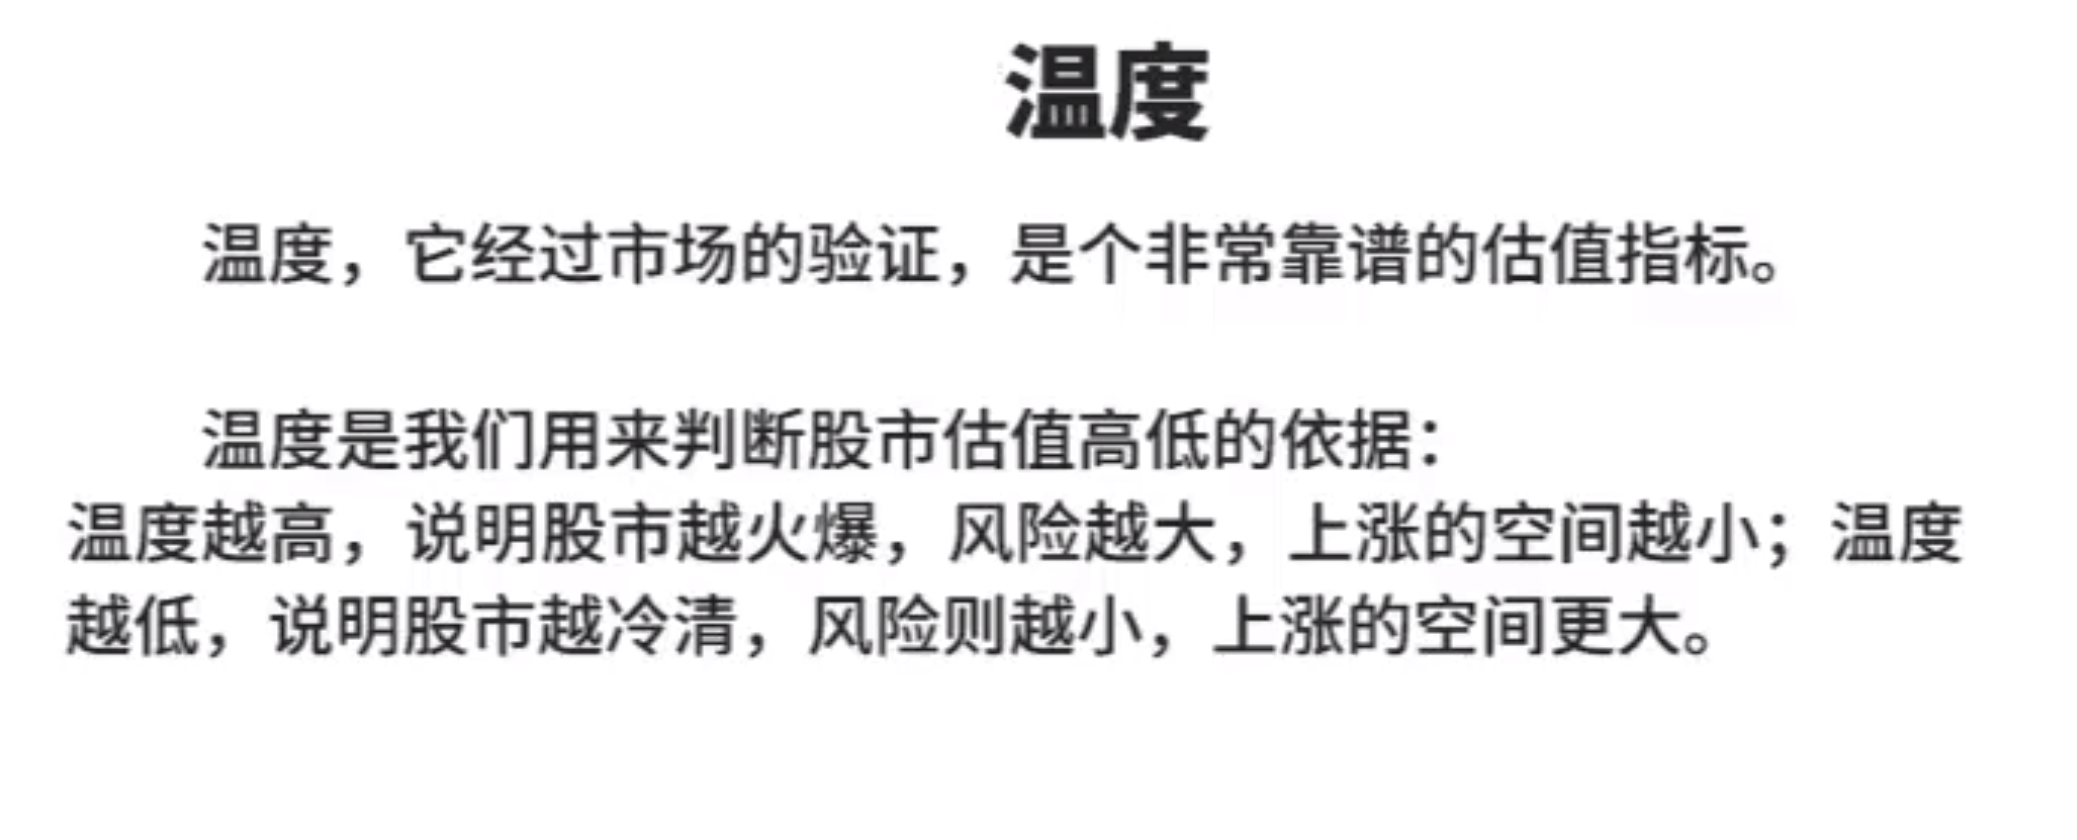 温度
温度，它经过市场的验证，是个非常靠谱的估值指标。
温度是我们用来判断股市估值高低的依据：
温度越高，说明股市越火爆，风险越大，上涨的空间越小；温度
越低，说明股市越冷清，风险则越小，上涨的空间更大。